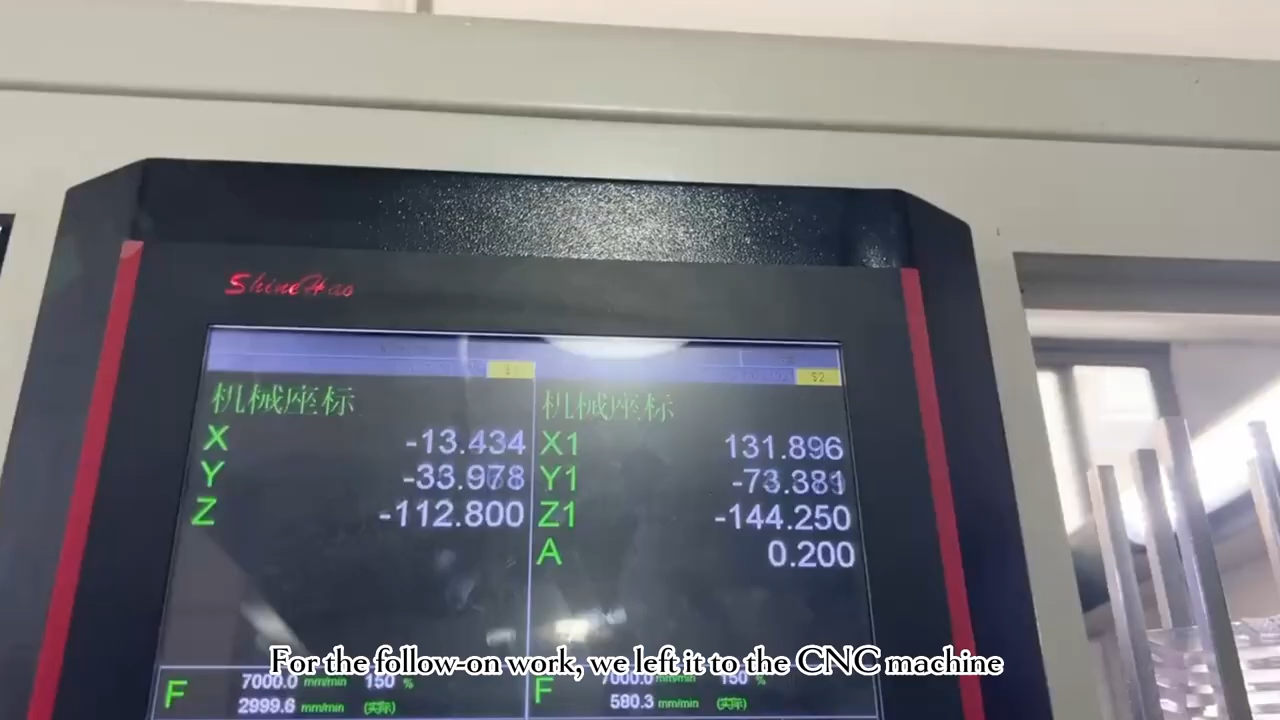 ShineHao
$2
机械座标
X -13.434
Y -33.978
Z -112.800
机械座标
X1 131.896
Y1 -73.381
Z1 -144.250
A 0.200
For the follow-on work, we left it to the CNC machine
F 7000.0 mm/min 150 %
2999.6 mm/min (实际)
F 7000.0 mm/min 150 %
580.3 mm/min (实际)